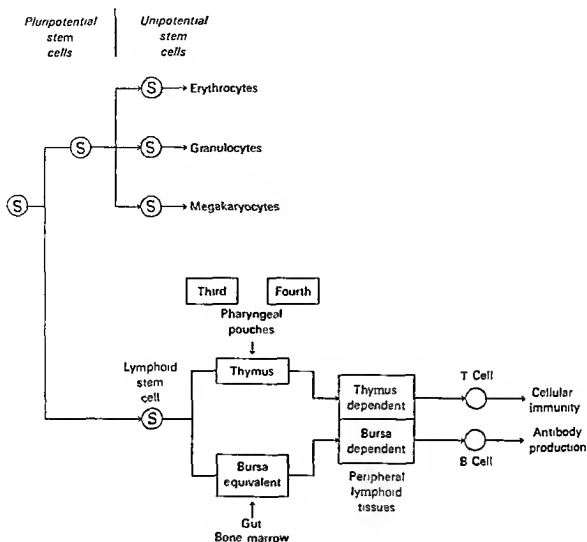 Pluripotential
stem
cells
Unipotential
stem
cells
S
Erythrocytes
S
S
Granulocytes
S
S
Megakaryocytes
Third
Fourth
Pharyngeal
pouches
Lymphoid
stem
cell
S
Thymus
Thymus
dependent
T Cell
Cellular
immunity
Bursa
equivalent
Bursa
dependent
B Cell
Antibody
production
Peripheral
lymphoid
tissues
Gut
Bone marrow